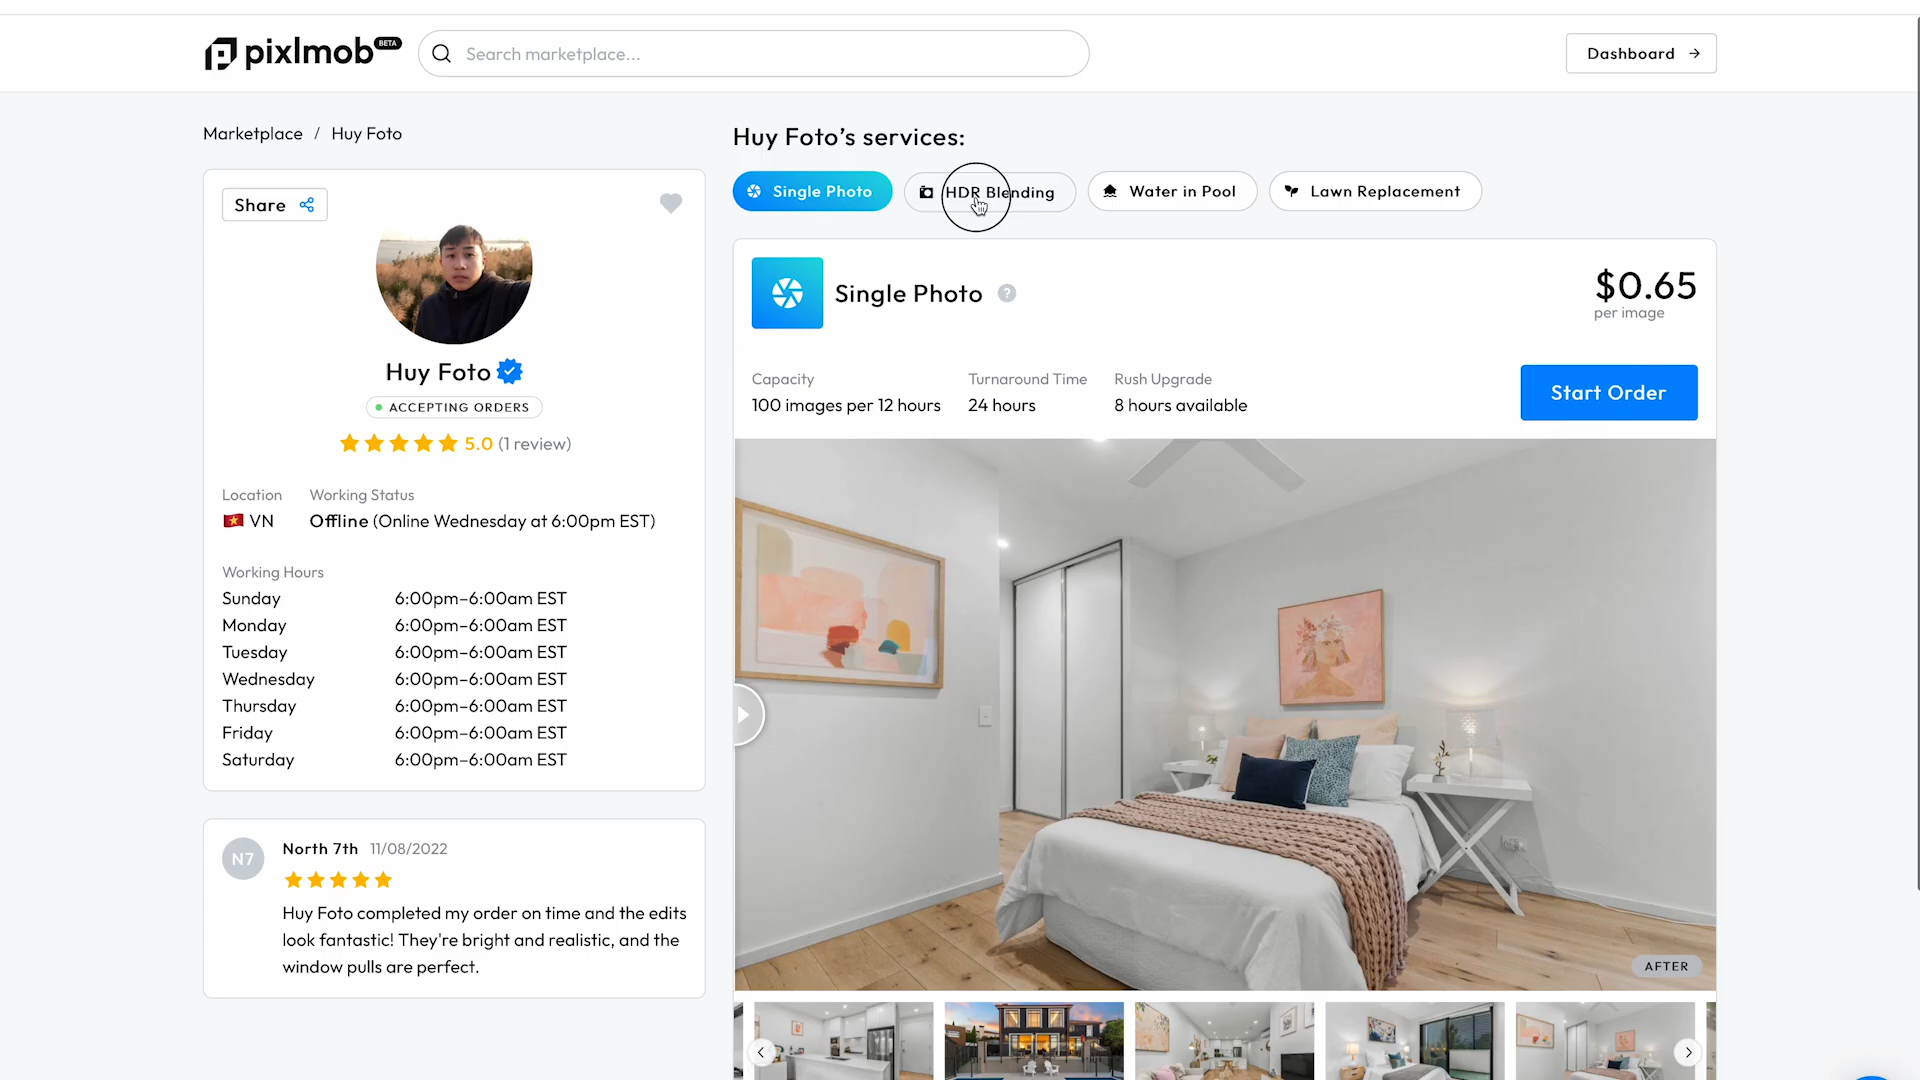 pixlmob BETA
Search marketplace...
Dashboard →
Marketplace / Huy Foto
Share
Huy Foto
ACCEPTING ORDERS
5.0 (1 review)
Location Working Status
VN Offline (Online Wednesday at 6:00pm EST)
Working Hours
Sunday 6:00pm–6:00am EST
Monday 6:00pm–6:00am EST
Tuesday 6:00pm–6:00am EST
Wednesday 6:00pm–6:00am EST
Thursday 6:00pm–6:00am EST
Friday 6:00pm–6:00am EST
Saturday 6:00pm–6:00am EST
N7
North 7th 11/08/2022
Huy Foto completed my order on time and the edits
look fantastic! They're bright and realistic, and the
window pulls are perfect.
Huy Foto’s services:
Single Photo HDR Blending Water in Pool Lawn Replacement
Single Photo ?
$0.65
per image
Capacity Turnaround Time Rush Upgrade
100 images per 12 hours 24 hours 8 hours available
Start Order
AFTER